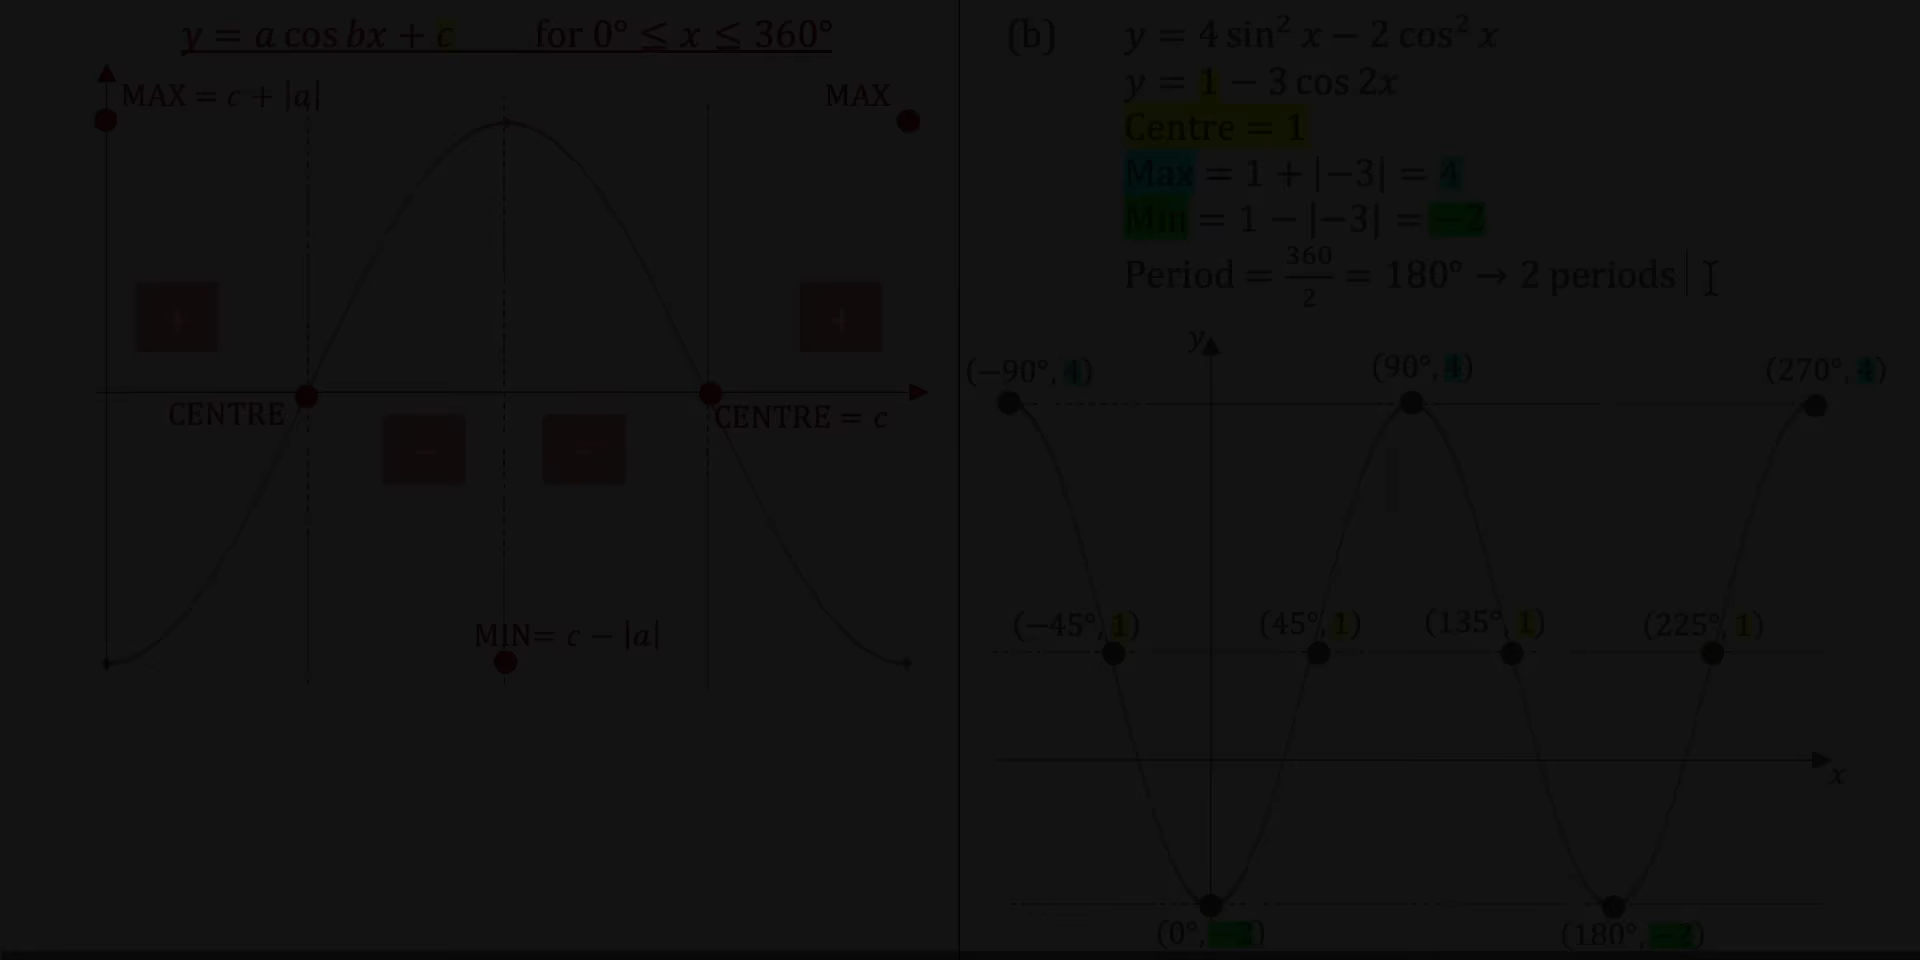 y = a cos bx + c for 0° ≤ x ≤ 360°
MAX = c + |a|
MAX
+
+
CENTRE
CENTRE = c
−
−
MIN= c − |a|
(b) y = 4 sin² x − 2 cos² x
y = 1 − 3 cos 2x
Centre = 1
Max = 1 + |−3| = 4
Min = 1 − |−3| = −2
Period = 360/2 = 180° → 2 periods
y
(−90°, 4)
(90°, 4)
(270°, 4)
(−45°, 1)
(45°, 1)
(135°, 1)
(225°, 1)
x
(0°, −2)
(180°, −2)